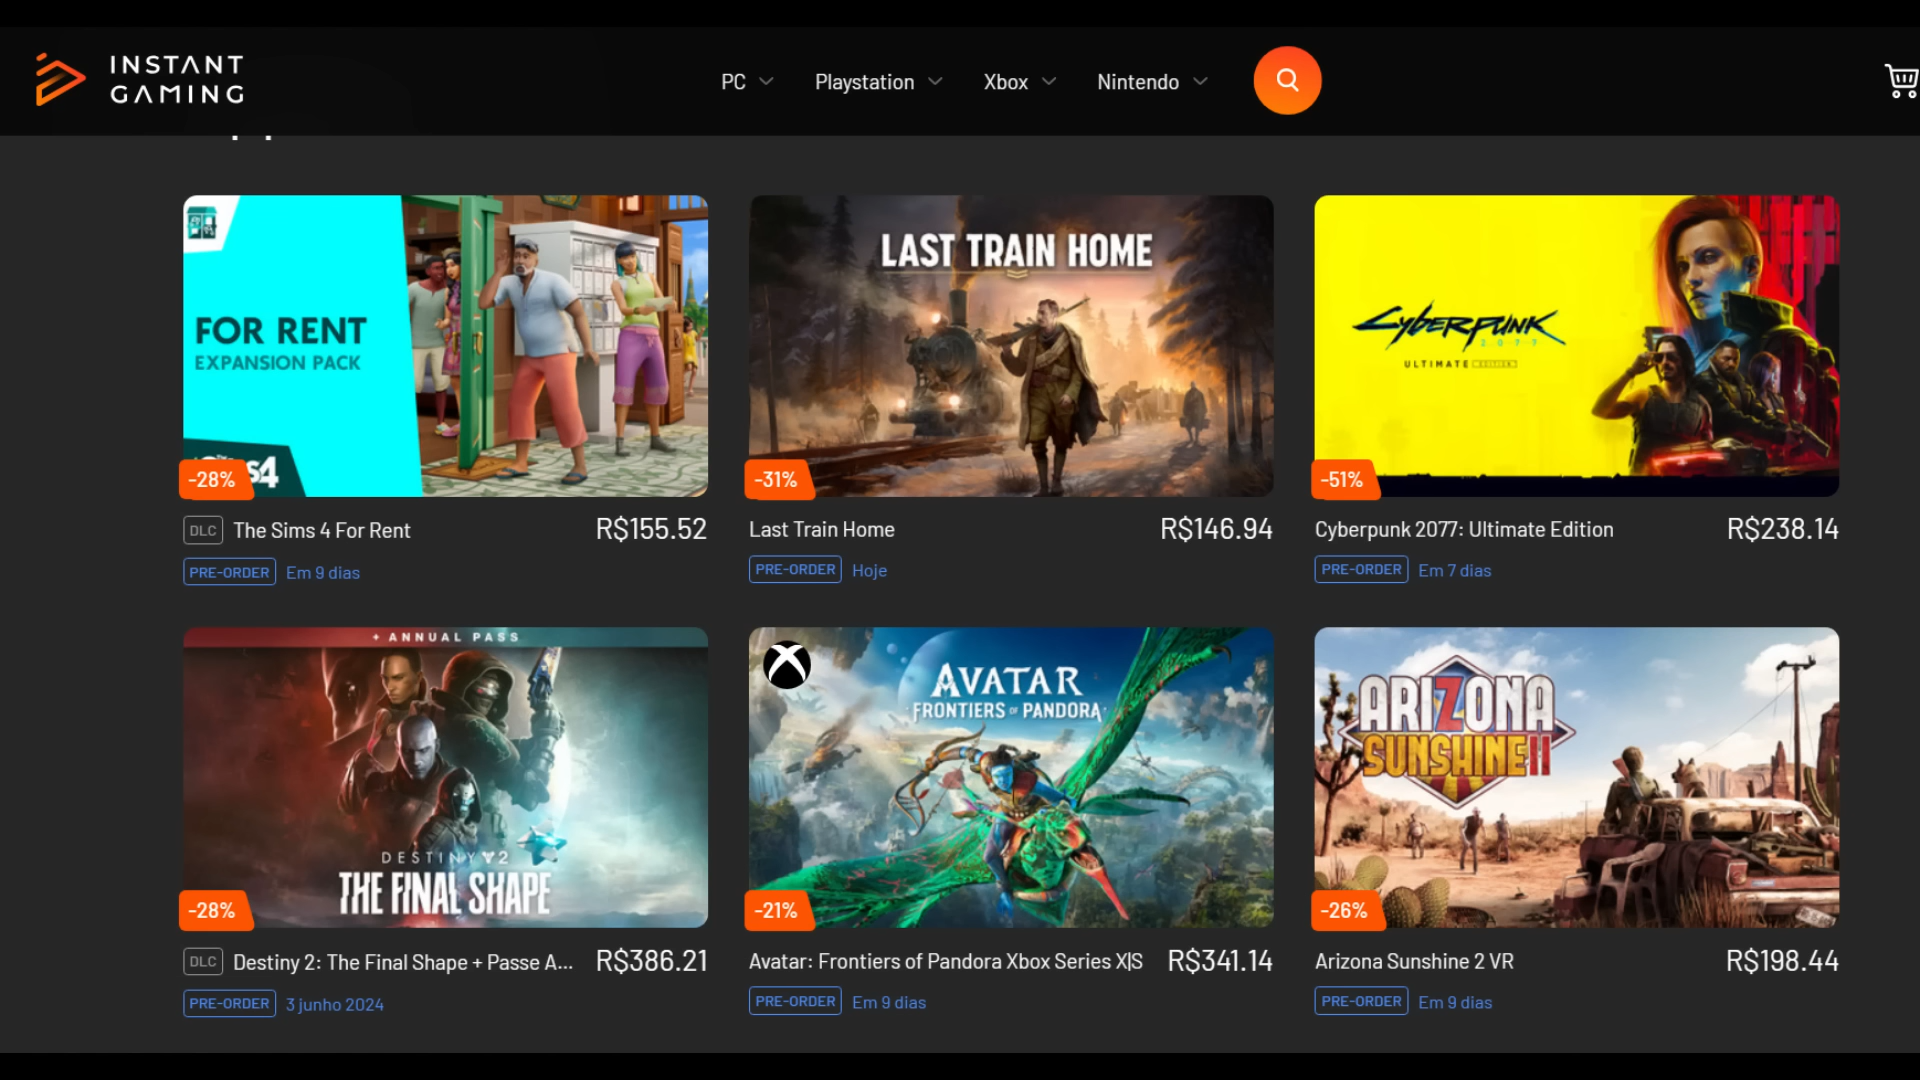 INSTANT
GAMING
PC
Playstation
Xbox
Nintendo
FOR RENT
EXPANSION PACK
-28%
DLC
The Sims 4 For Rent
R$155.52
PRE-ORDER
Em 9 dias
LAST TRAIN HOME
-31%
Last Train Home
R$146.94
PRE-ORDER
Hoje
CYBERPUNK
2077
ULTIMATE EDITION
-51%
Cyberpunk 2077: Ultimate Edition
R$238.14
PRE-ORDER
Em 7 dias
+ ANNUAL PASS
DESTINY 2
THE FINAL SHAPE
-28%
DLC
Destiny 2: The Final Shape + Passe A...
R$386.21
PRE-ORDER
3 junho 2024
AVATAR
FRONTIERS OF PANDORA
-21%
Avatar: Frontiers of Pandora Xbox Series X|S
R$341.14
PRE-ORDER
Em 9 dias
ARIZONA
SUNSHINE II
-26%
Arizona Sunshine 2 VR
R$198.44
PRE-ORDER
Em 9 dias